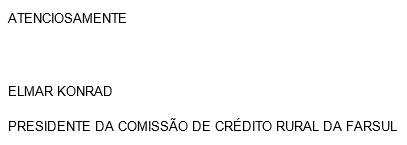 ATENCIOSAMENTE
ELMAR KONRAD
PRESIDENTE DA COMISSÃO DE CRÉDITO RURAL DA FARSUL